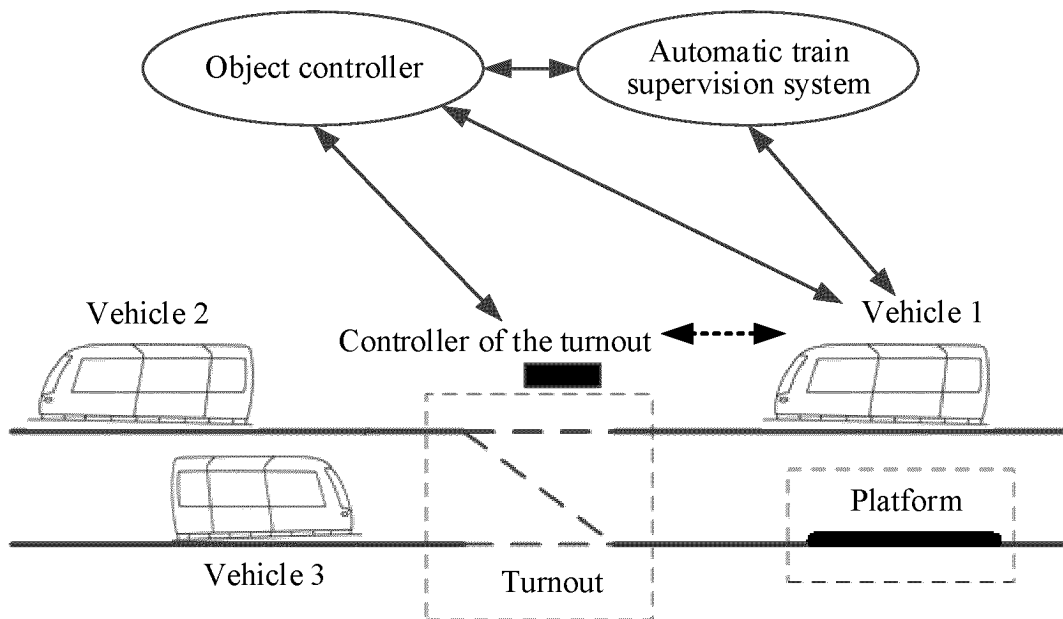 Object controller
Automatic train
supervision system
Vehicle 2
Vehicle 1
Controller of the turnout
Platform
Vehicle 3
Turnout